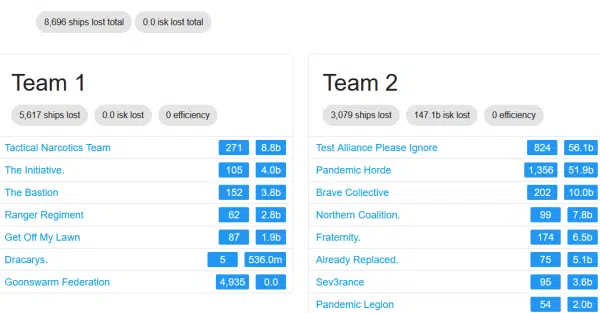 8,696 ships lost total 0.0 isk lost total
Team 1
5,617 ships lost 0.0 isk lost 0 efficiency
Tactical Narcotics Team 271 8.8b
The Initiative. 105 4.0b
The Bastion 152 3.8b
Ranger Regiment 62 2.8b
Get Off My Lawn 87 1.9b
Dracarys. 5 536.0m
Goonswarm Federation 4,935 0.0
Team 2
3,079 ships lost 147.1b isk lost 0 efficiency
Test Alliance Please Ignore 824 56.1b
Pandemic Horde 1,356 51.9b
Brave Collective 202 10.0b
Northern Coalition. 99 7.8b
Fraternity. 174 6.5b
Already Replaced. 75 5.1b
Sev3rance 95 3.6b
Pandemic Legion 54 2.0b